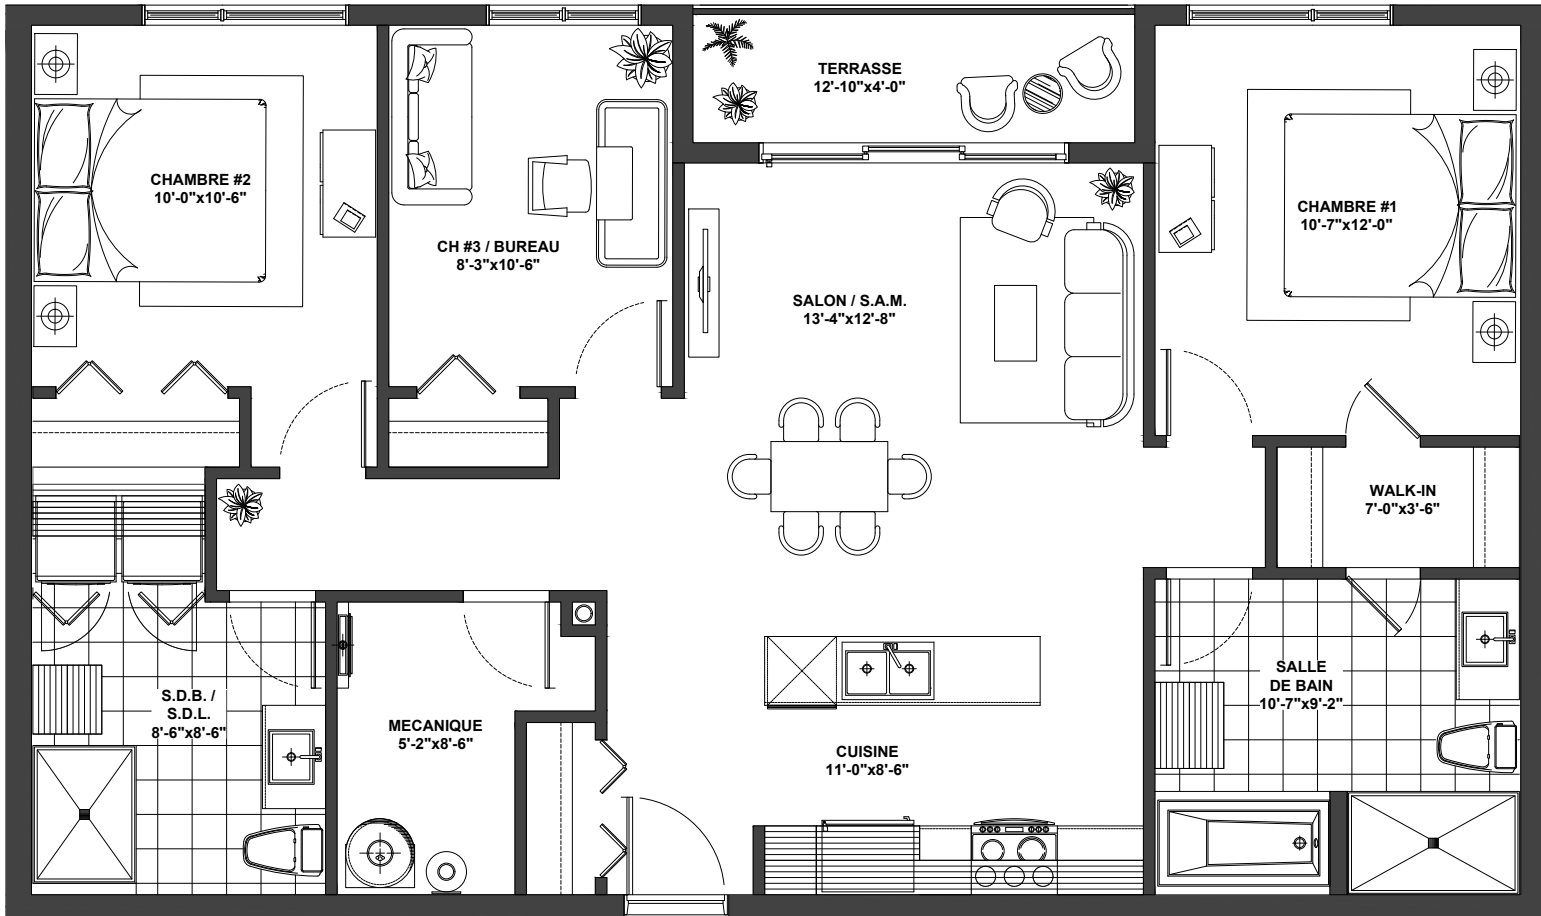 TERRASSE
12'-10"x4'-0"
CHAMBRE #2
10'-0"x10'-6"
CHAMBRE #1
10'-7"x12'-0"
CH #3 / BUREAU
8'-3"x10'-6"
SALON / S.A.M.
13'-4"x12'-8"
WALK-IN
7'-0"x3'-6"
S.D.B. /
S.D.L.
8'-6"x8'-6"
MECANIQUE
5'-2"x8'-6"
CUISINE
11'-0"x8'-6"
SALLE
DE BAIN
10'-7"x9'-2"